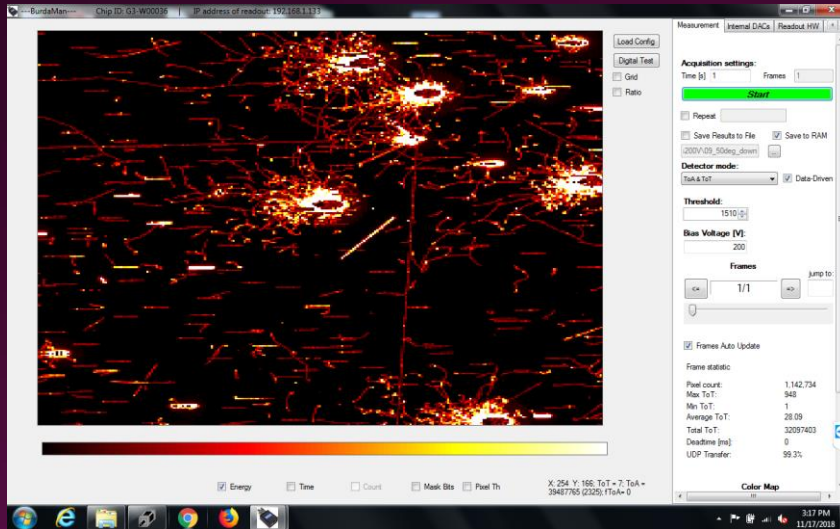 ---BurdaMan--- Chip ID: G3-W00036 | IP address of readout: 192.168.1.133
Load Config
Digital Test
Grid
Ratio
Measurement Internal DACs Readout HW
Acquisition settings:
Time [s] 1 Frames 1
Start
Repeat
Save Results to File Save to RAM
\200V\09_50deg_down ...
Detector mode:
ToA & ToT Data-Driven
Threshold:
1510
Bias Voltage [V]:
200
Frames
jump to:
<= 1/1 =>
Frames Auto Update
Frame statistic
Pixel count: 1,142,734
Max ToT: 948
Min ToT: 1
Average ToT: 28.09
Total ToT: 32097403
Deadtime [ms]: 0
UDP Transfer: 99.3%
Color Map
Energy Time Count Mask Bits Pixel Th
X: 254 Y: 166; ToT = 7; ToA =
39487765 (2325); fToA= 0
3:17 PM
11/17/2018